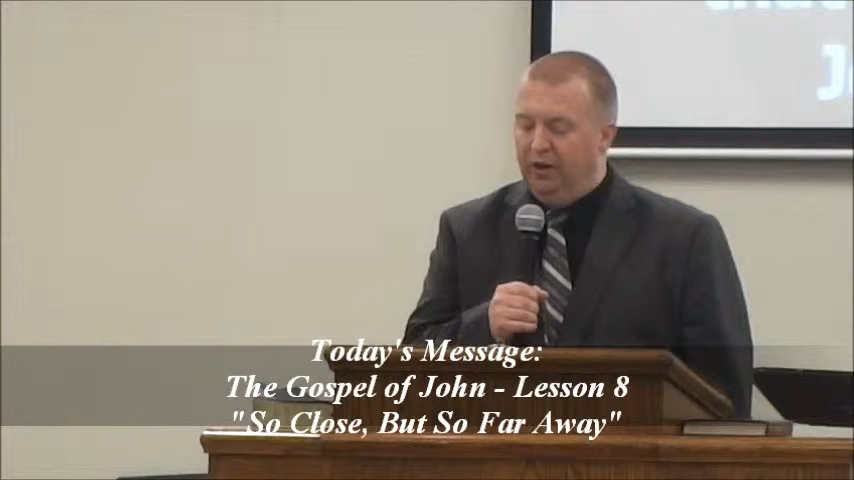 Today's Message:
The Gospel of John - Lesson 8
"So Close, But So Far Away"